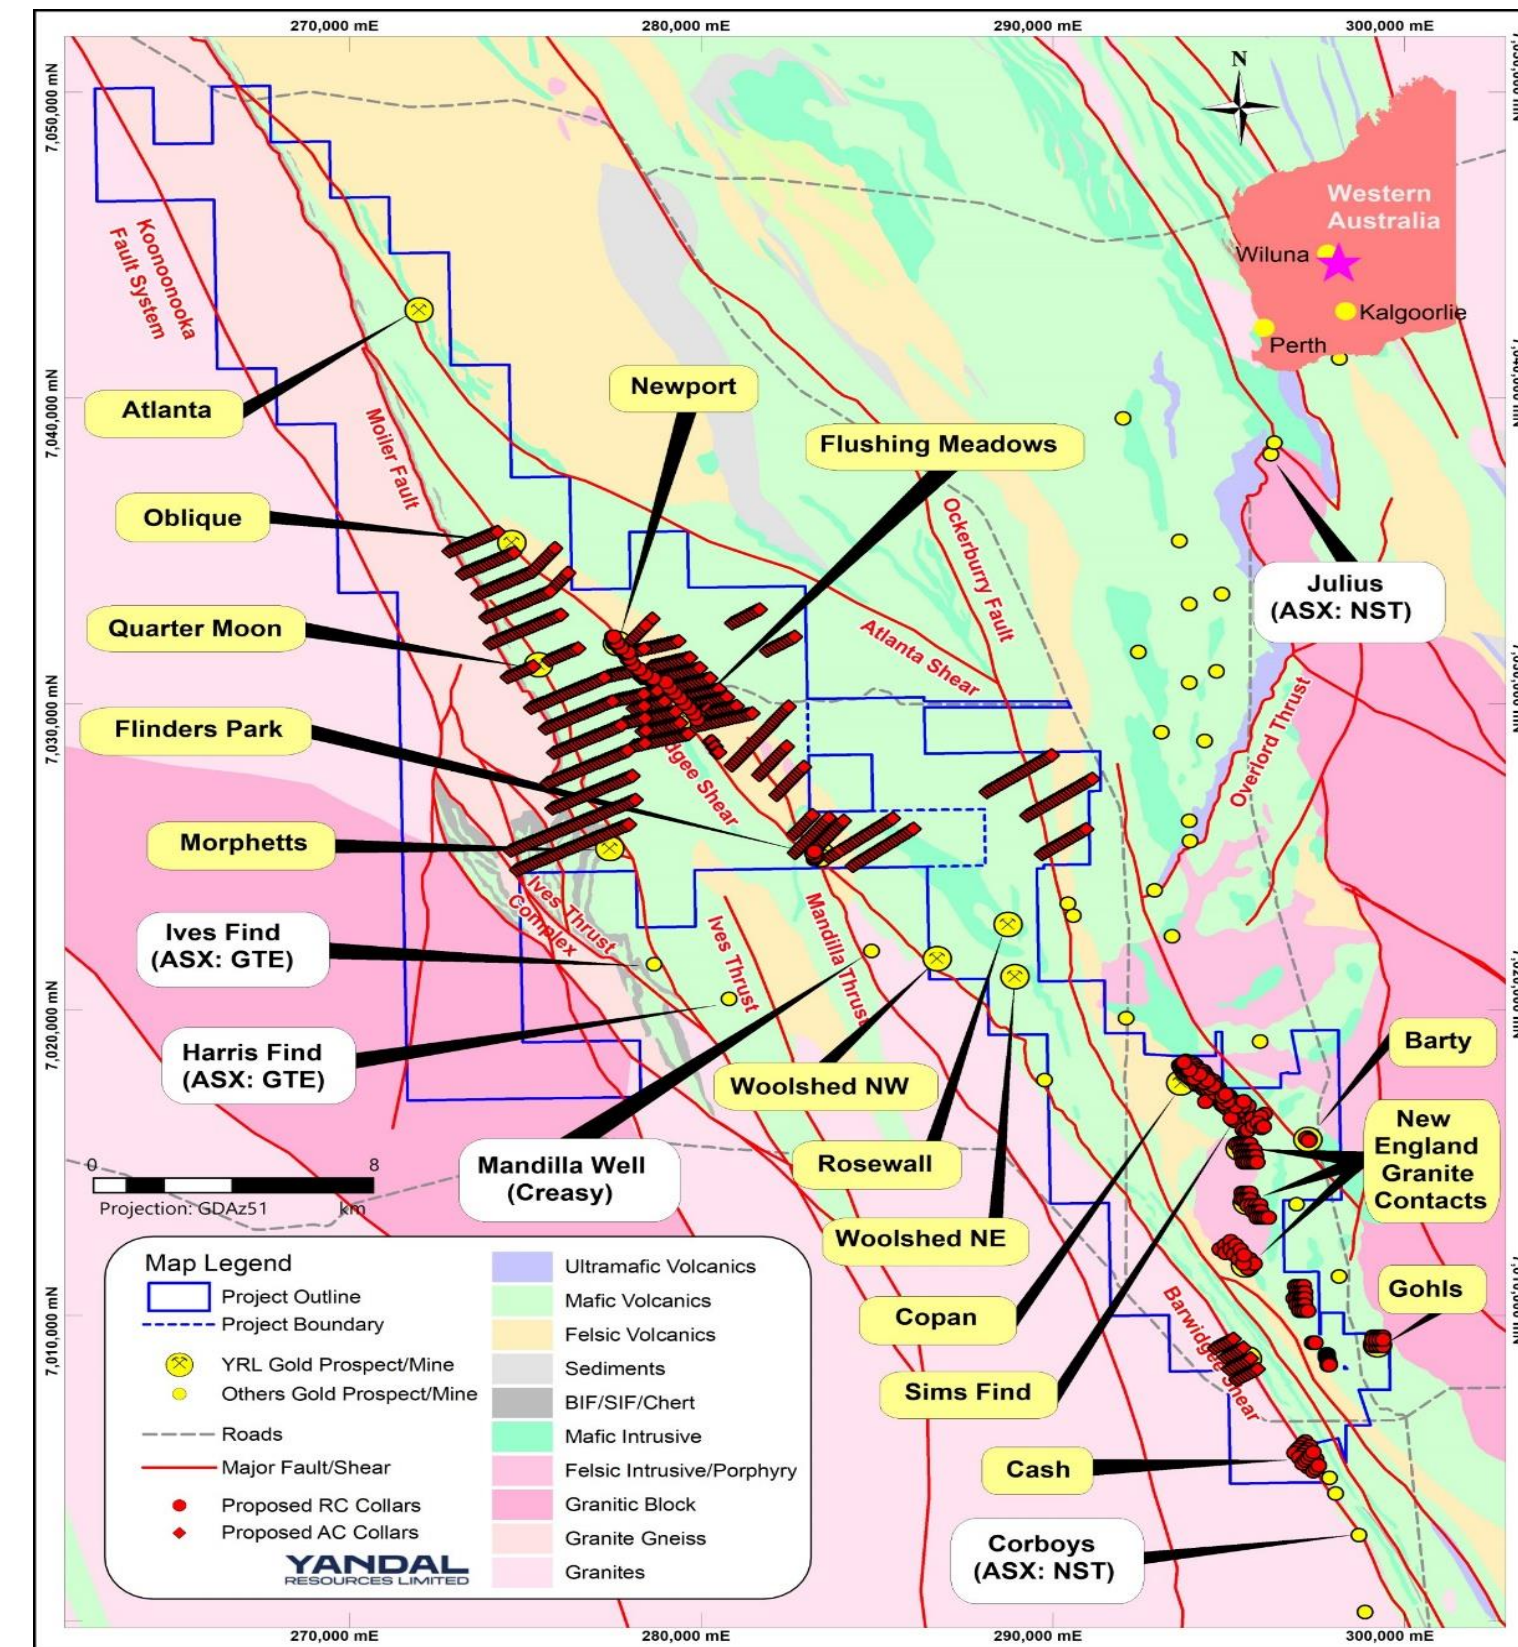 270,000 mE
280,000 mE
290,000 mE
300,000 mE
7,050,000 mN
7,040,000 mN
7,030,000 mN
7,020,000 mN
7,010,000 mN
N
Western
Australia
Wiluna
Kalgoorlie
Perth
Koonoonooka
Fault System
Atlanta
Newport
Flushing Meadows
Moiler Fault
Oblique
Ockerburry Fault
Julius
(ASX: NST)
Quarter Moon
Atlanta Shear
Flinders Park
dgee Shear
Overlord Thrust
Morphetts
Ives Thrust
Complex
Ives Find
(ASX: GTE)
Ives Thrust
Mandilla Thrust
Harris Find
(ASX: GTE)
Woolshed NW
Barty
Mandilla Well
(Creasy)
Rosewall
New
England
Granite
Contacts
Woolshed NE
Copan
Gohls
Barwidgee Shear
Sims Find
Cash
Corboys
(ASX: NST)
0
8
Projection: GDAz51
km
Map Legend
Project Outline
Project Boundary
YRL Gold Prospect/Mine
Others Gold Prospect/Mine
Roads
Major Fault/Shear
Proposed RC Collars
Proposed AC Collars
YANDAL
RESOURCES LIMITED
Ultramafic Volcanics
Mafic Volcanics
Felsic Volcanics
Sediments
BIF/SIF/Chert
Mafic Intrusive
Felsic Intrusive/Porphyry
Granitic Block
Granite Gneiss
Granites
270,000 mE
280,000 mE
290,000 mE
300,000 mE